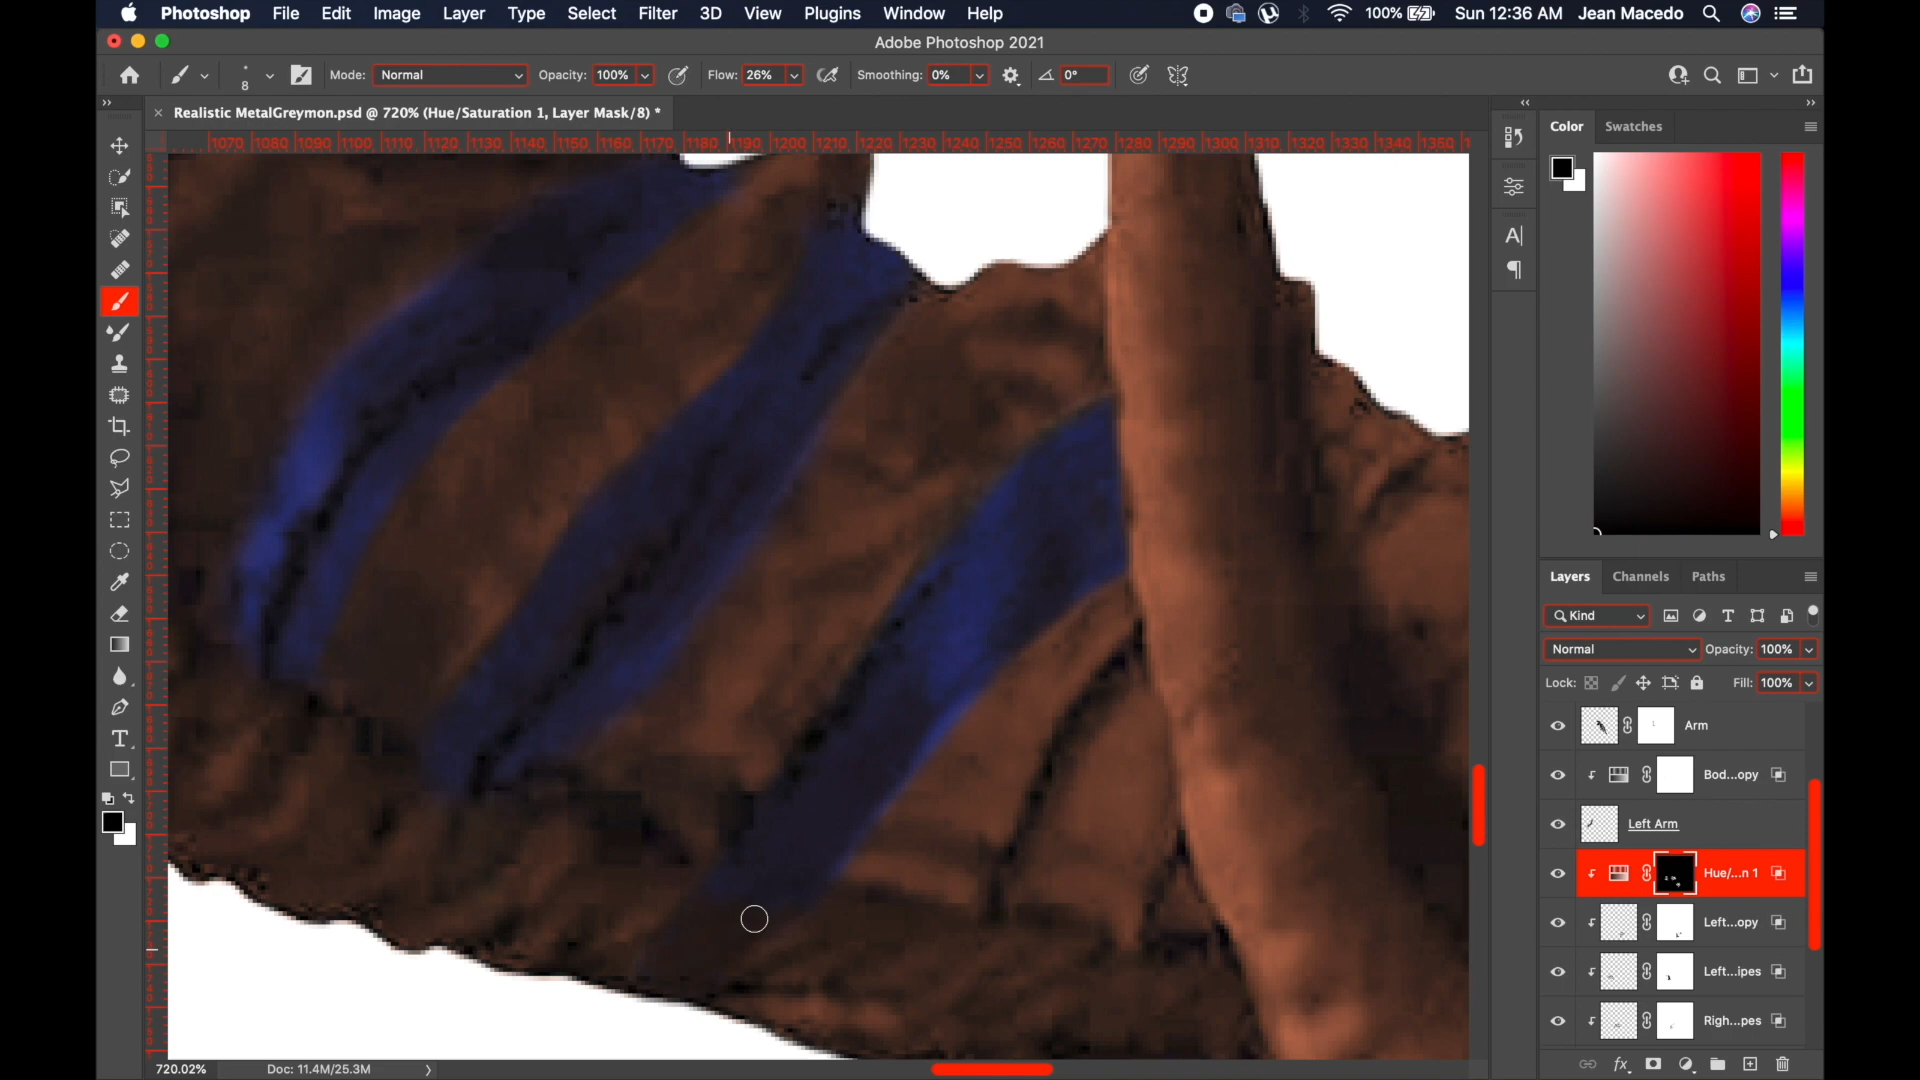 Photoshop File Edit Image Layer Type Select Filter 3D View Plugins Window Help 100% Sun 12:36 AM Jean Macedo
Adobe Photoshop 2021
8 Mode: Normal Opacity: 100% Flow: 26% Smoothing: 0% 0°
Realistic MetalGreymon.psd @ 720% (Hue/Saturation 1, Layer Mask/8) *
Color Swatches
1070 1080 1090 1100 1110 1120 1130 1140 1150 1160 1170 1180 1190 1200 1210 1220 1230 1240 1250 1260 1270 1280 1290 1300 1310 1320 1330 1340 1350
Layers Channels Paths
Kind
Normal Opacity: 100%
Lock: Fill: 100%
Arm
Bod...opy
Left Arm
Hue/...n 1
Left...opy
Left...ipes
Righ...pes
720.02% Doc: 11.4M/25.3M